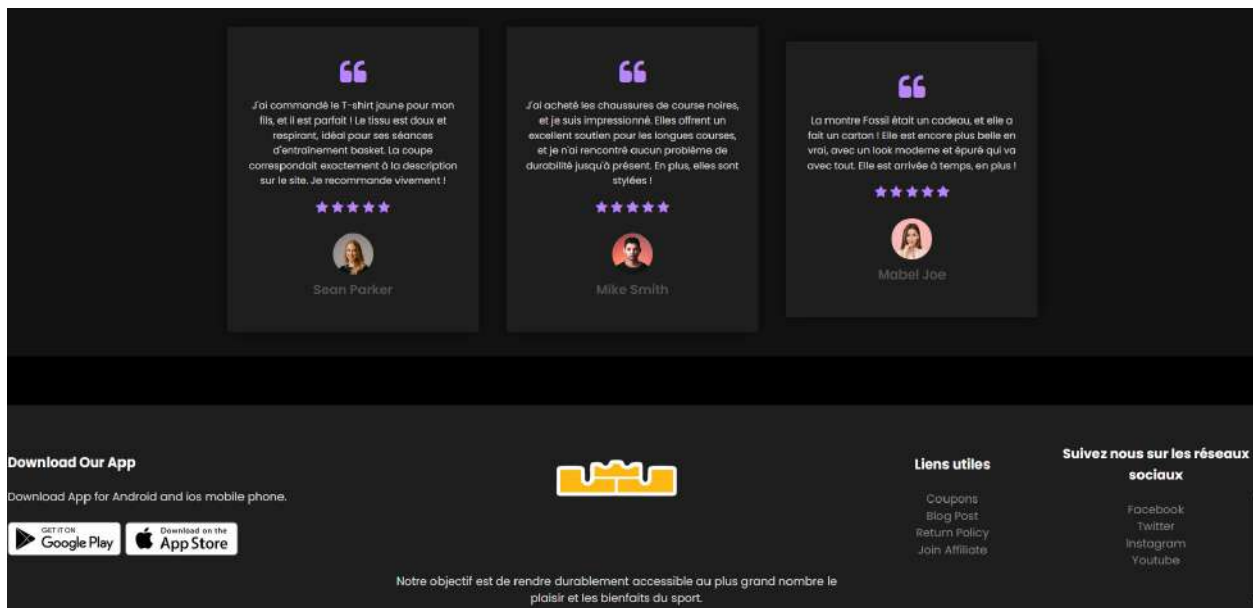 J'ai commandé le T-shirt jaune pour mon
fils, et il est parfait ! Le tissu est doux et
respirant, idéal pour ses séances
d'entraînement basket. La coupe
correspondait exactement à la description
sur le site. Je recommande vivement !
Sean Parker
J'ai acheté les chaussures de course noires,
et je suis impressionné. Elles offrent un
excellent soutien pour les longues courses,
et je n'ai rencontré aucun problème de
durabilité jusqu'à présent. En plus, elles sont
stylées !
Mike Smith
La montre Fossil était un cadeau, et elle a
fait un carton ! Elle est encore plus belle en
vrai, avec un look moderne et épuré qui va
avec tout. Elle est arrivée à temps, en plus !
Mabel Joe
Download Our App
Download App for Android and ios mobile phone.
GET IT ON
Google Play
Download on the
App Store
Notre objectif est de rendre durablement accessible au plus grand nombre le
plaisir et les bienfaits du sport.
Liens utiles
Coupons
Blog Post
Return Policy
Join Affiliate
Suivez nous sur les réseaux
sociaux
Facebook
Twitter
Instagram
Youtube